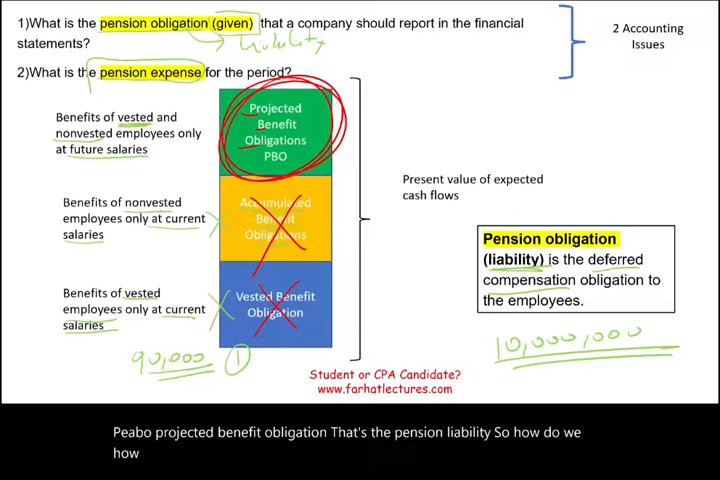 1)What is the pension obligation (given) that a company should report in the financial
statements?
liability
2)What is the pension expense for the period?
2 Accounting
Issues
Benefits of vested and
nonvested employees only
at future salaries
Projected
Benefit
Obligations
PBO
Present value of expected
cash flows
Benefits of nonvested
employees only at current
salaries
Accumulated
Benefit
Obligations
Pension obligation
(liability) is the deferred
compensation obligation to
the employees.
Benefits of vested
employees only at current
salaries
Vested Benefit
Obligation
90,000 1
10,000,000
Student or CPA Candidate?
www.farhatlectures.com
Peabo projected benefit obligation That's the pension liability So how do we
how